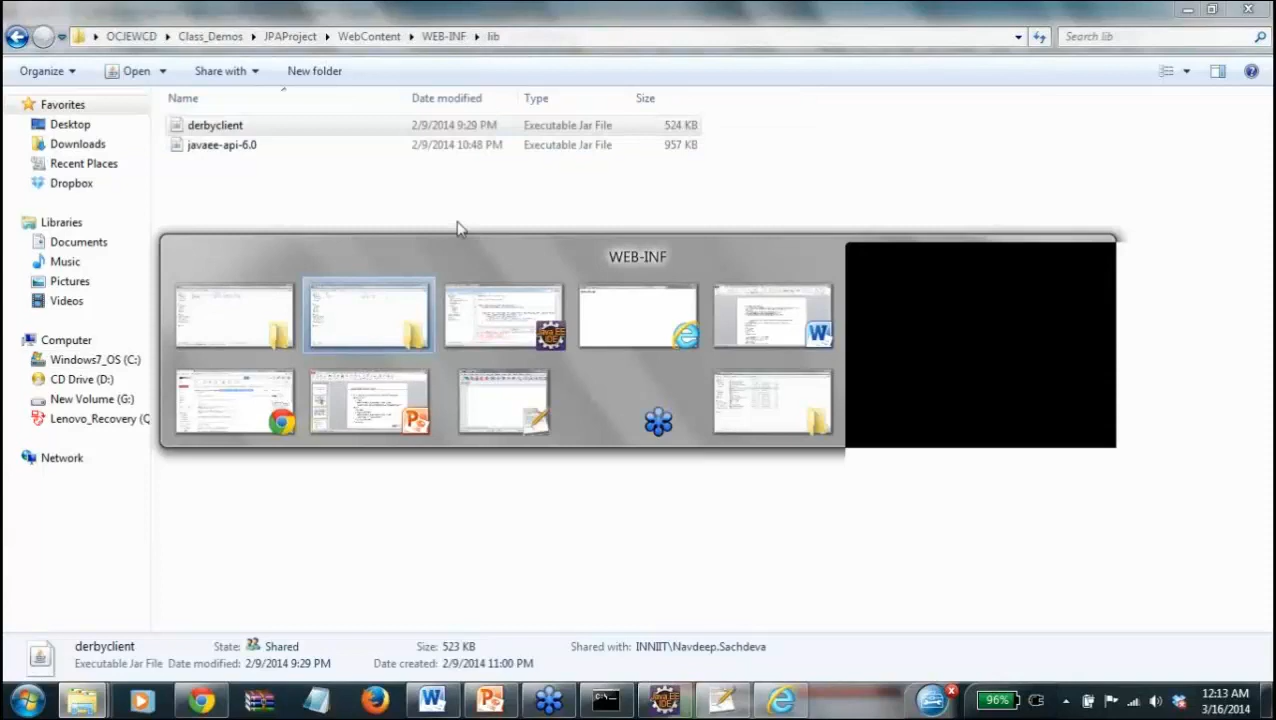 OCJEWCD Class_Demos JPAProject WebContent WEB-INF lib Search lib
Organize Open Share with New folder
Name Date modified Type Size
Favorites
Desktop
Downloads
Recent Places
Dropbox
derbyclient 2/9/2014 9:29 PM Executable Jar File 524 KB
javaee-api-6.0 2/9/2014 10:48 PM Executable Jar File 957 KB
Libraries
Documents
Music
Pictures
Videos
Computer
Windows7_OS (C:)
CD Drive (D:)
New Volume (G:)
Lenovo_Recovery (Q
Network
WEB-INF
derbyclient State: Shared Size: 523 KB Shared with: INNIIT\Navdeep.Sachdeva
Executable Jar File Date modified: 2/9/2014 9:29 PM Date created: 2/9/2014 11:00 PM
96% 12:13 AM
3/16/2014